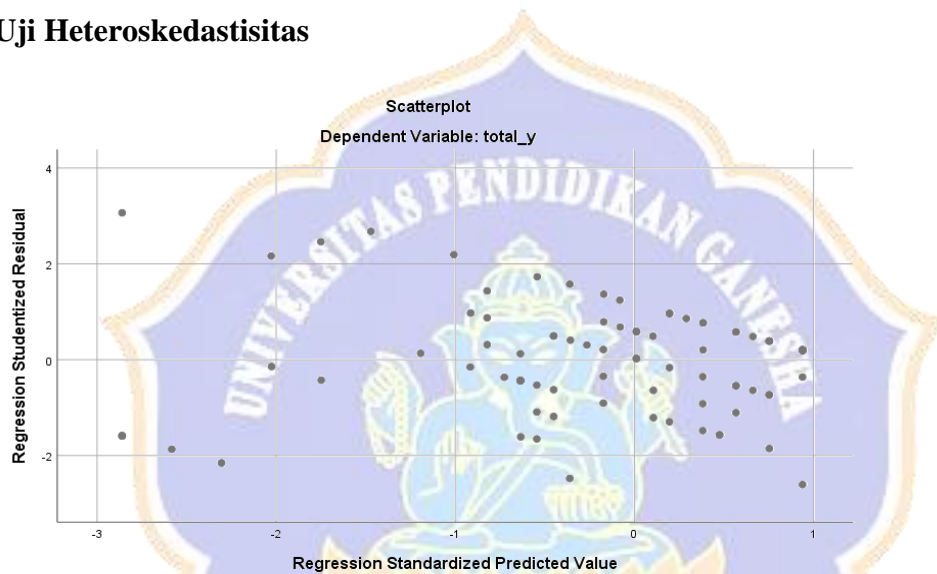 Uji Heteroskedastisitas
Scatterplot
Dependent Variable: total_y
UNIVERSITAS PENDIDIKAN GANESHA
Regression Studentized Residual
4
2
0
-2
-3
-2
-1
0
1
Regression Standardized Predicted Value